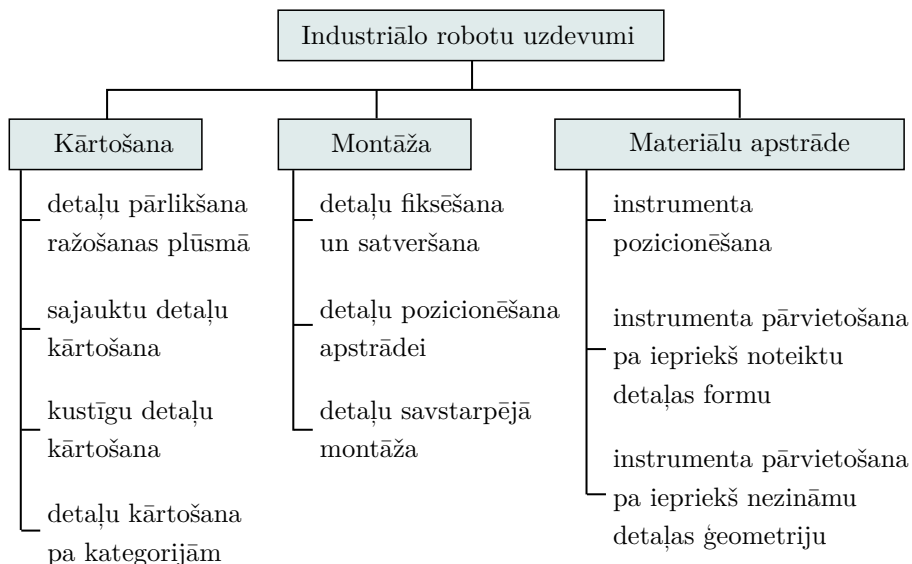 Industriālo robotu uzdevumi
Kārtošana
detaļu pārlikšana
ražošanas plūsmā
sajauktu detaļu
kārtošana
kustīgu detaļu
kārtošana
detaļu kārtošana
pa kategorijām
Montāža
detaļu fiksēšana
un satveršana
detaļu pozicionēšana
apstrādei
detaļu savstarpējā
montāža
Materiālu apstrāde
instrumenta
pozicionēšana
instrumenta pārvietošana
pa iepriekš noteiktu
detaļas formu
instrumenta pārvietošana
pa iepriekš nezināmu
detaļas ģeometriju